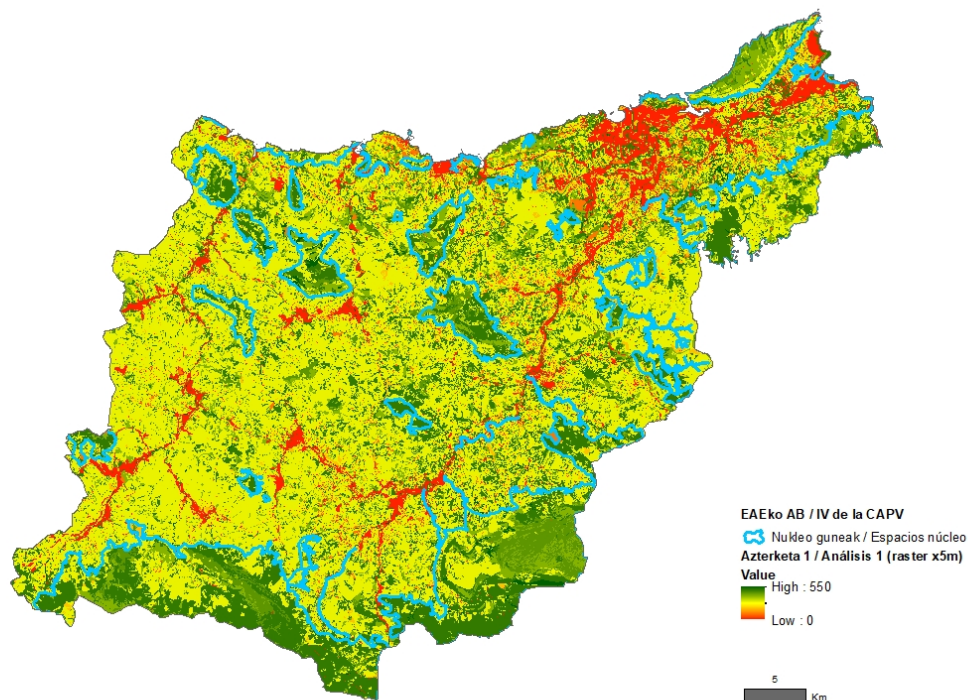 EAEko AB / IV de la CAPV
Nukleo guneak / Espacios núcleo
Azterketa 1 / Análisis 1 (raster x5m)
Value
High : 550
Low : 0
5
Km